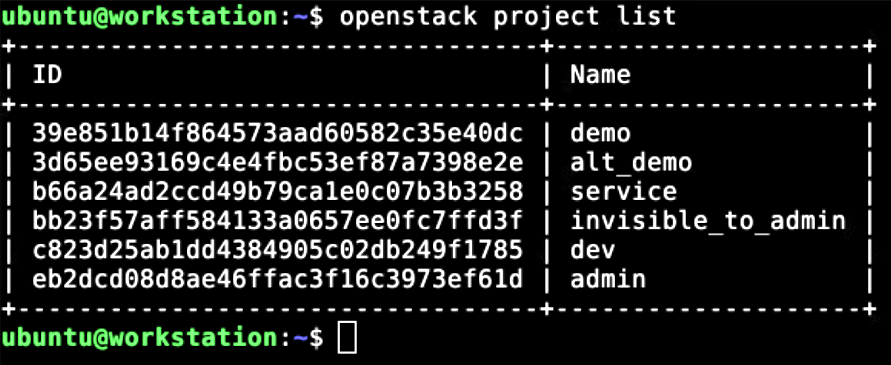 ubuntu@workstation:~$ openstack project list
+----------------------------------+--------------------+
| ID                               | Name               |
+----------------------------------+--------------------+
| 39e851b14f864573aad60582c35e40dc | demo               |
| 3d65ee93169c4e4fbc53ef87a7398e2e | alt_demo           |
| b66a24ad2ccd49b79ca1e0c07b3b3258 | service            |
| bb23f57aff584133a0657ee0fc7ffd3f | invisible_to_admin |
| c823d25ab1dd4384905c02db249f1785 | dev                |
| eb2dcd08d8ae46ffac3f16c3973ef61d | admin              |
+----------------------------------+--------------------+
ubuntu@workstation:~$